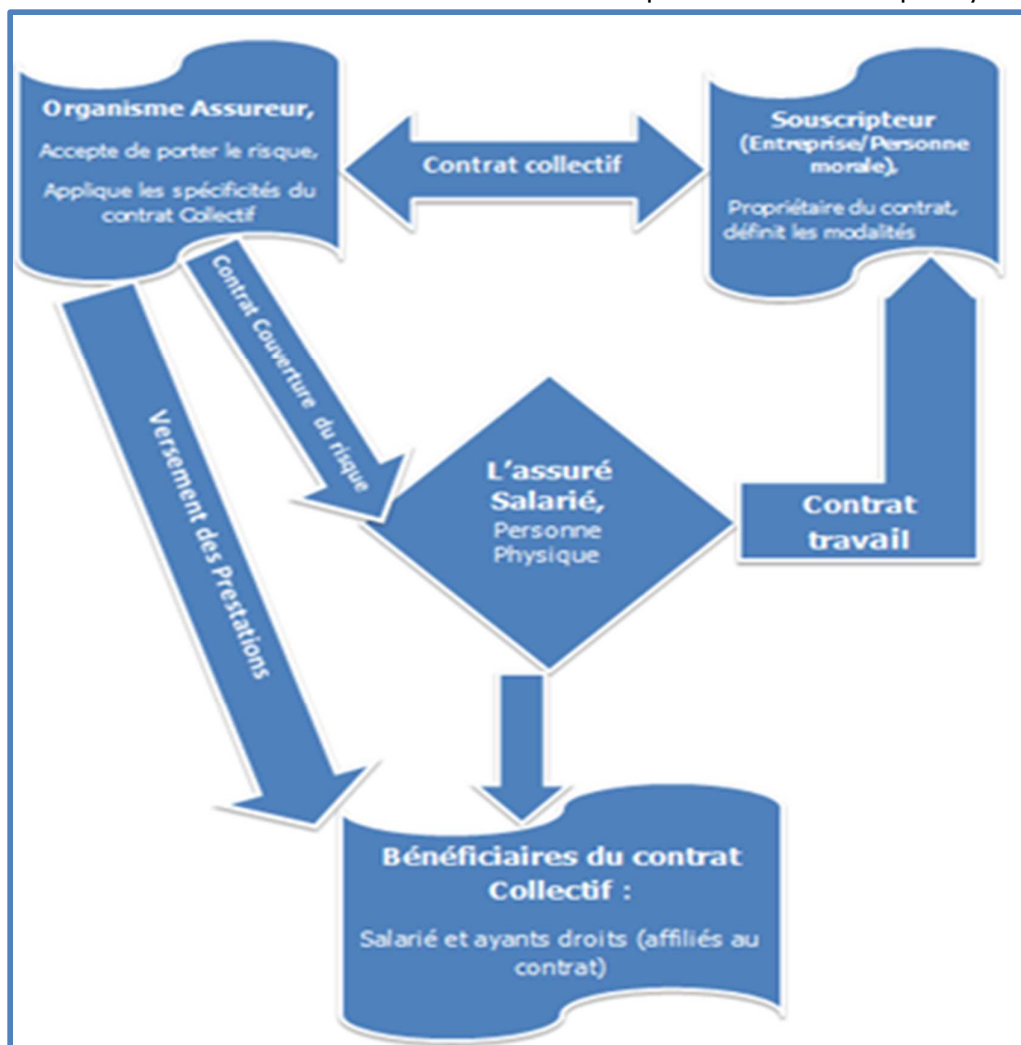 Organisme Assureur,
Accepte de porter le risque,
Applique les spécificités du
contrat Collectif
Contrat collectif
Souscripteur
(Entreprise/Personne
morale),
Propriétaire du contrat,
définit les modalités
Contrat Couverture du risque
Versement des Prestations
L'assuré
Salarié,
Personne
Physique
Contrat
travail
Bénéficiaires du contrat
Collectif :
Salarié et ayants droits (affiliés au
contrat)